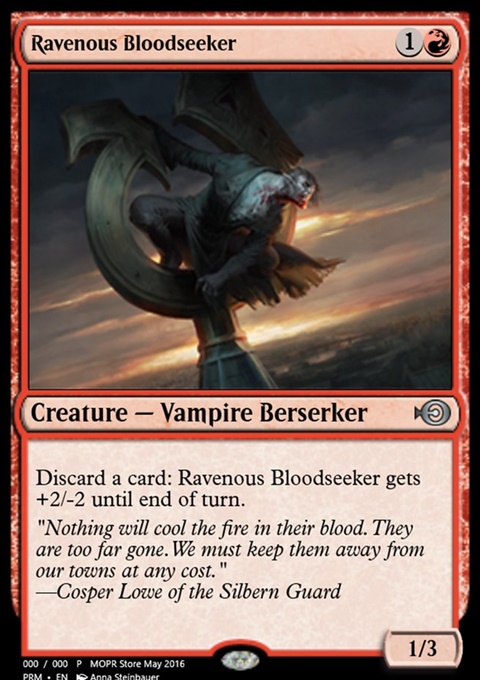 Ravenous Bloodseeker 1
Creature — Vampire Berserker
Discard a card: Ravenous Bloodseeker gets
+2/-2 until end of turn.
"Nothing will cool the fire in their blood. They
are too far gone. We must keep them away from
our towns at any cost."
—Cosper Lowe of the Silbern Guard
1/3
000 / 000 P MOPR Store May 2016
PRM • EN Anna Steinbauer